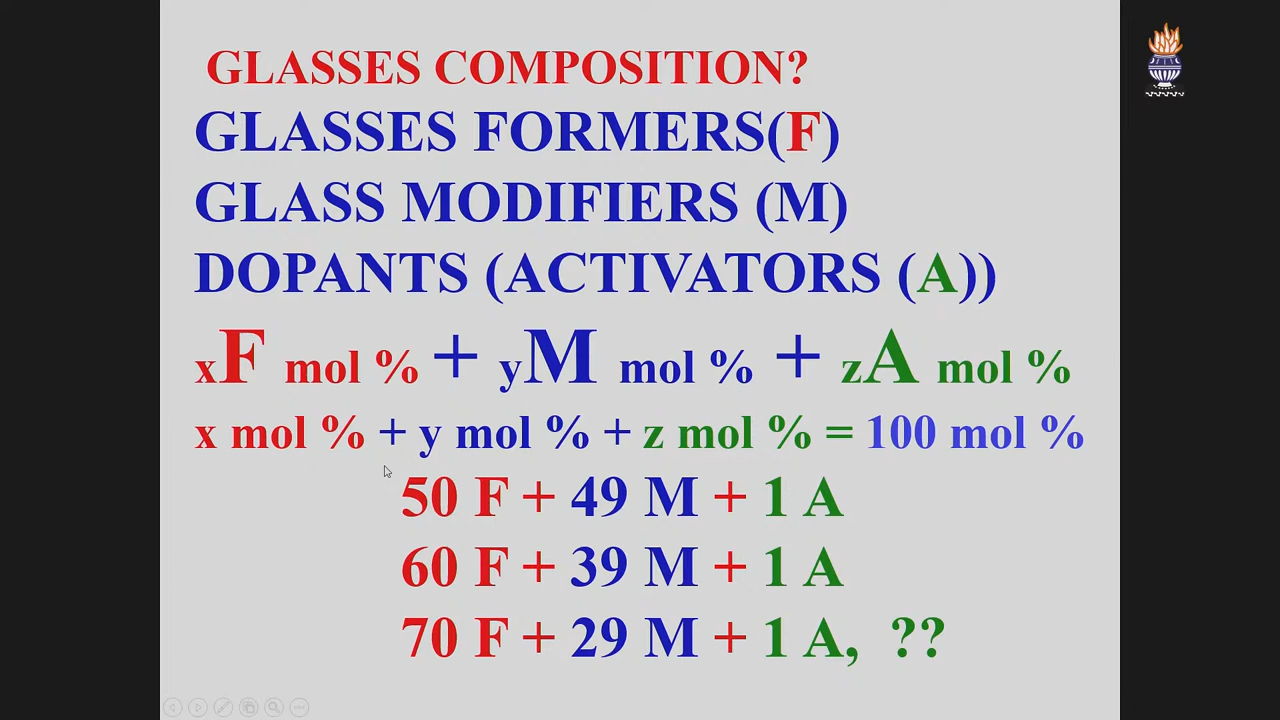 GLASSES COMPOSITION?
GLASSES FORMERS(F)
GLASS MODIFIERS (M)
DOPANTS (ACTIVATORS (A))
xF mol % + yM mol % + zA mol %
x mol % + y mol % + z mol % = 100 mol %
50 F + 49 M + 1 A
60 F + 39 M + 1 A
70 F + 29 M + 1 A, ??